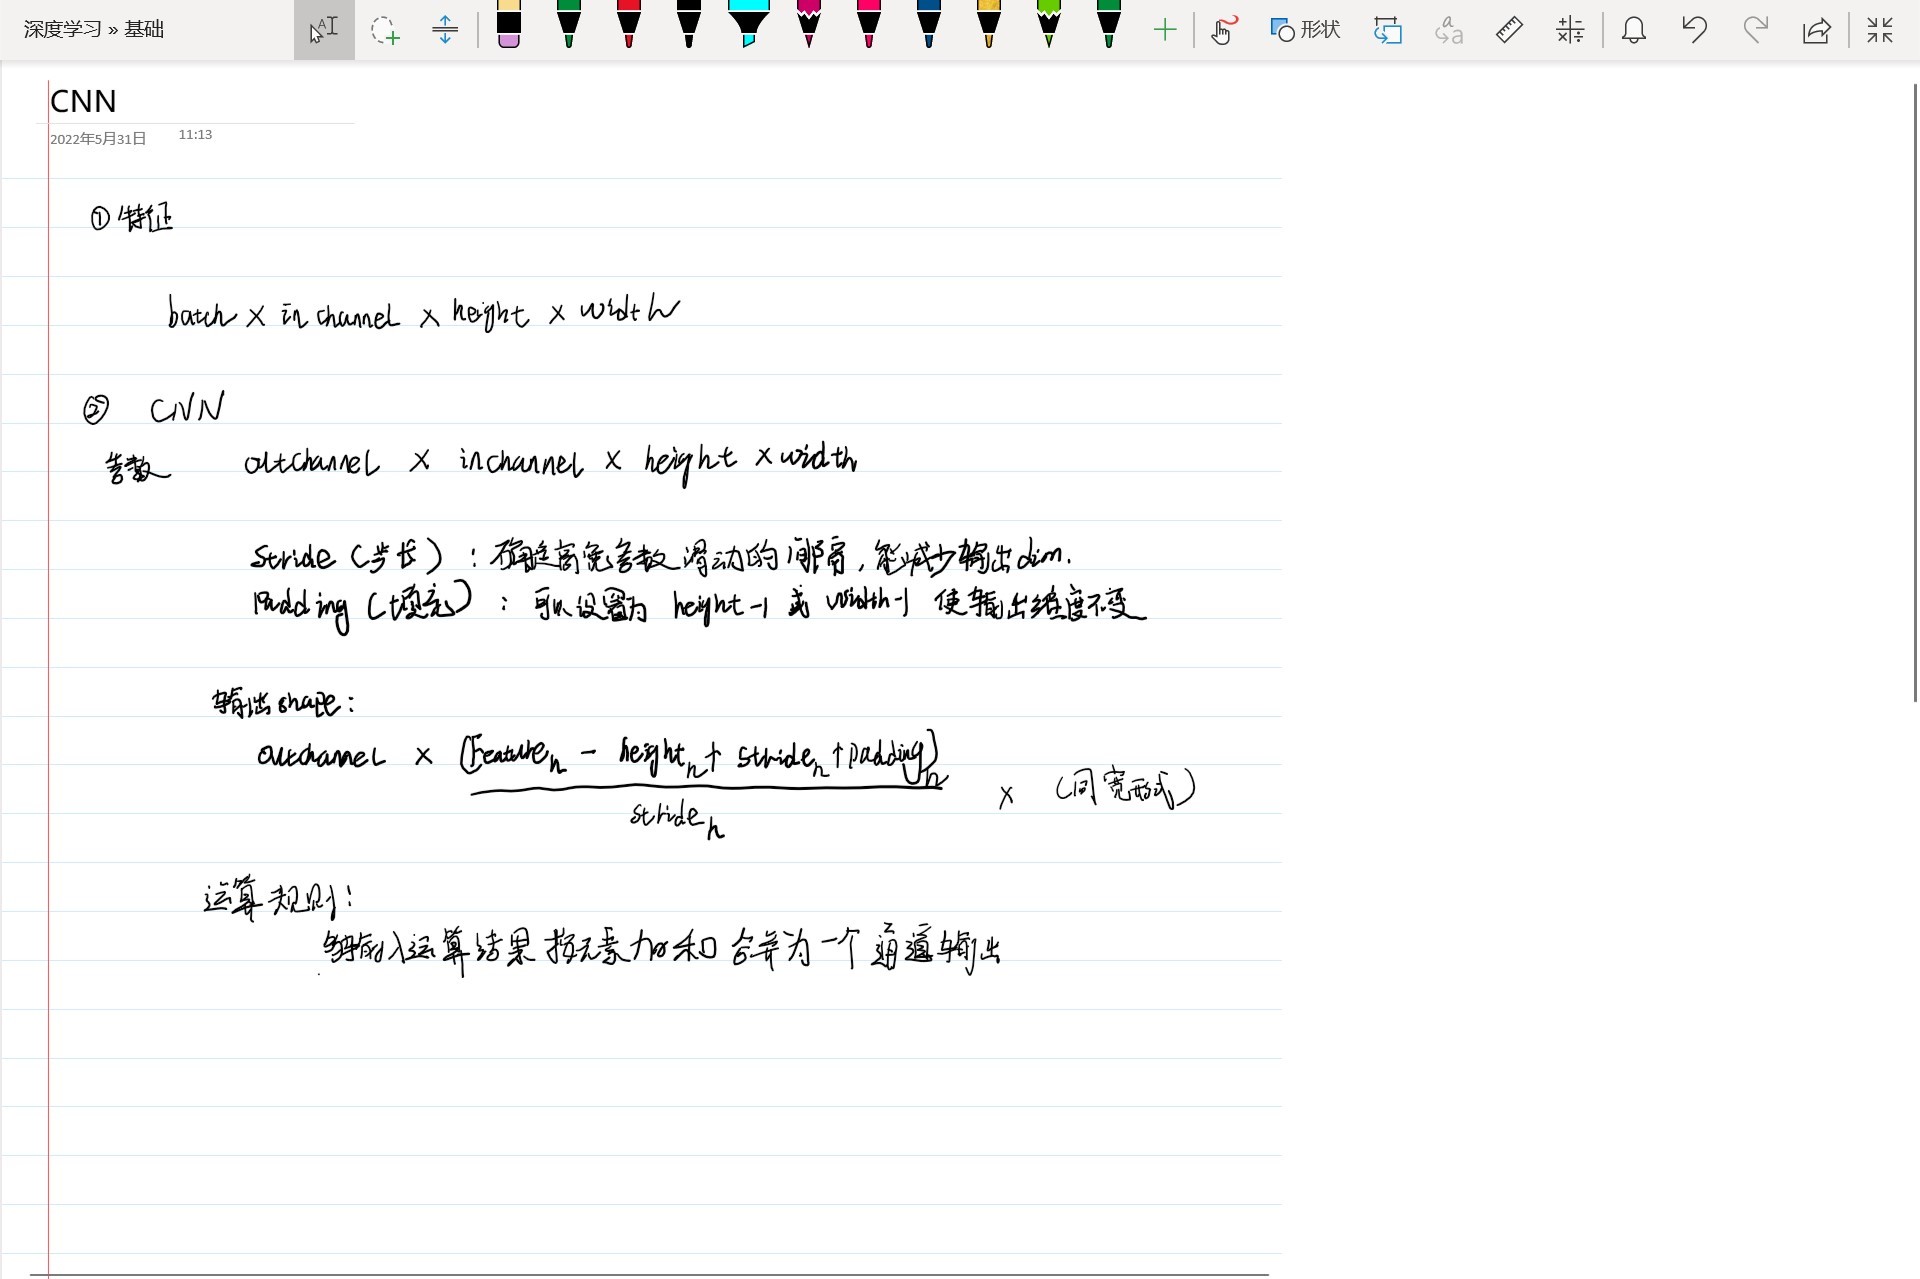 深度学习 » 基础
形状
CNN
2022年5月31日 11:13
① 特征
batch × in channel × height × width
② CNN
参数 outchannel × inchannel × height × width
Stride (步长) : 确定高宽参数滑动的间隔, 能减少输出dim.
Padding (填充) : 可以设置为 height-1 或 width-1 使输出维度不变
输出shape:
outchannel × (Feature_h - height_h + stride_h + padding_h) / stride_h × (同宽形式)
运算规则:
输入运算结果按元素加和合并为一个通道输出